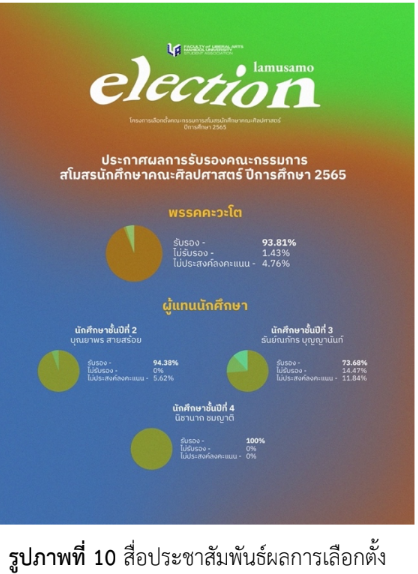 FACULTY OF LIBERAL ARTS
MAHIDOL UNIVERSITY
STUDENT ASSOCIATION
lamusamo
election
โครงการเลือกตั้งคณะกรรมการสโมสรนักศึกษาคณะศิลปศาสตร์
ปีการศึกษา 2565
ประกาศผลการรับรองคณะกรรมการ
สโมสรนักศึกษาคณะศิลปศาสตร์ ปีการศึกษา 2565
พรรคคะวะโต
รับรอง - 93.81%
ไม่รับรอง - 1.43%
ไม่ประสงค์ลงคะแนน - 4.76%
ผู้แทนนักศึกษา
นักศึกษาชั้นปีที่ 2
บุณยาพร สายสร้อย
รับรอง - 94.38%
ไม่รับรอง - 0%
ไม่ประสงค์ลงคะแนน - 5.62%
นักศึกษาชั้นปีที่ 3
ธันย์ณภัทร บุญญานันท์
รับรอง - 73.68%
ไม่รับรอง - 14.47%
ไม่ประสงค์ลงคะแนน - 11.84%
นักศึกษาชั้นปีที่ 4
นิชานาถ ชมญาติ
รับรอง - 100%
ไม่รับรอง - 0%
ไม่ประสงค์ลงคะแนน - 0%
รูปภาพที่ 10 สื่อประชาสัมพันธ์ผลการเลือกตั้ง